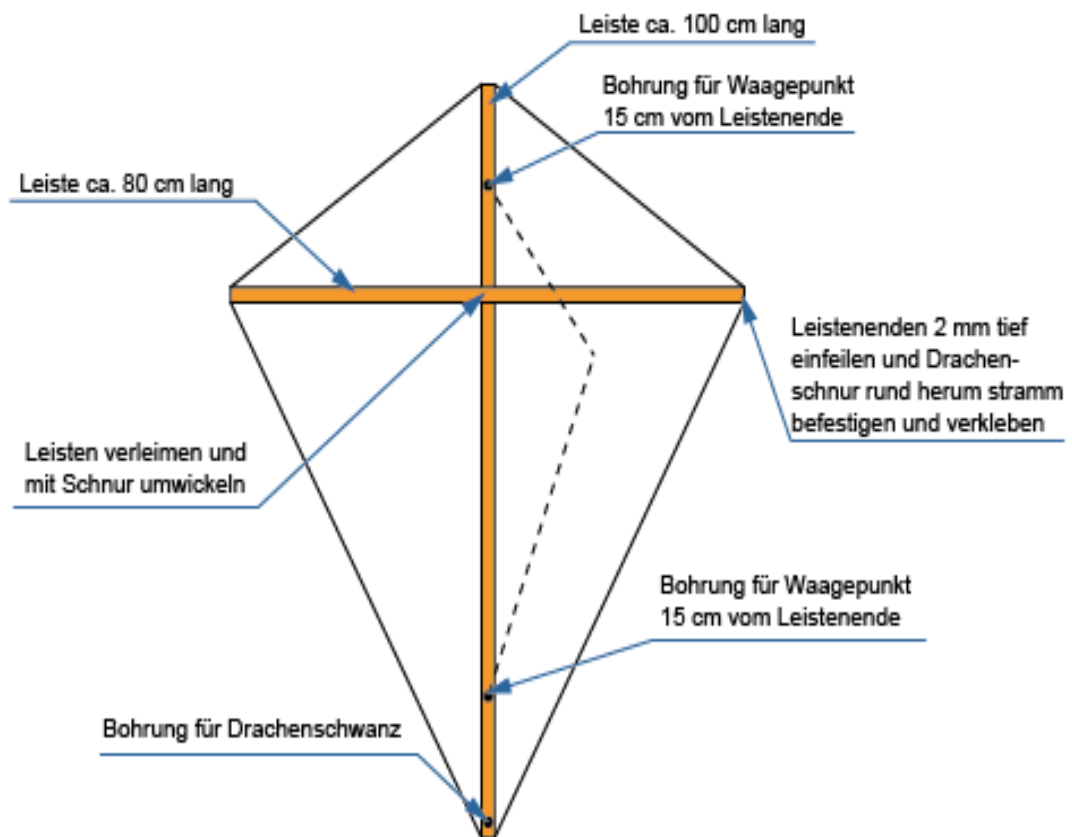 Leiste ca. 100 cm lang
Bohrung für Waagepunkt
15 cm vom Leistenende
Leiste ca. 80 cm lang
Leistenenden 2 mm tief
einfeilen und Drachen-
schnur rund herum stramm
befestigen und verkleben
Leisten verleimen und
mit Schnur umwickeln
Bohrung für Waagepunkt
15 cm vom Leistenende
Bohrung für Drachenschwanz